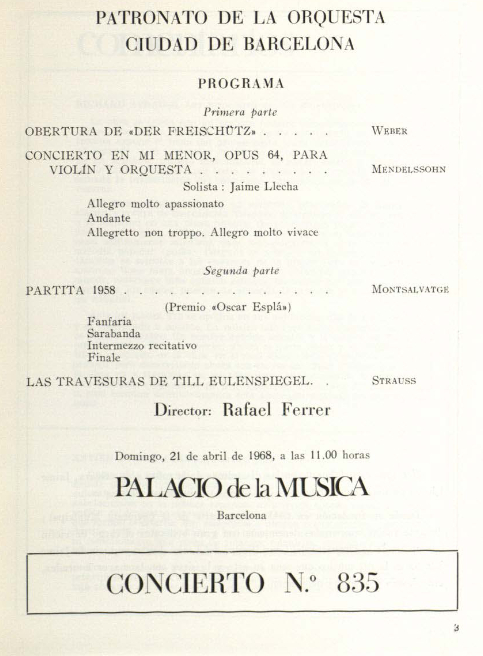 PATRONATO DE LA ORQUESTA
CIUDAD DE BARCELONA
PROGRAMA
Primera parte
OBERTURA DE «DER FREISCHÜTZ» . . . . . WEBER
CONCIERTO EN MI MENOR, OPUS 64, PARA
VIOLÍN Y ORQUESTA . . . . . . . . . MENDELSSOHN
Solista : Jaime Llecha
Allegro molto apassionato
Andante
Allegretto non troppo. Allegro molto vivace
Segunda parte
PARTITA 1958 . . . . . . . . . . . . . . MONTSALVATGE
(Premio «Oscar Esplá»)
Fanfaria
Sarabanda
Intermezzo recitativo
Finale
LAS TRAVESURAS DE TILL EULENSPIEGEL. . STRAUSS
Director: Rafael Ferrer
Domingo, 21 de abril de 1968, a las 11,00 horas
PALACIO de la MUSICA
Barcelona
CONCIERTO N.º 835
3